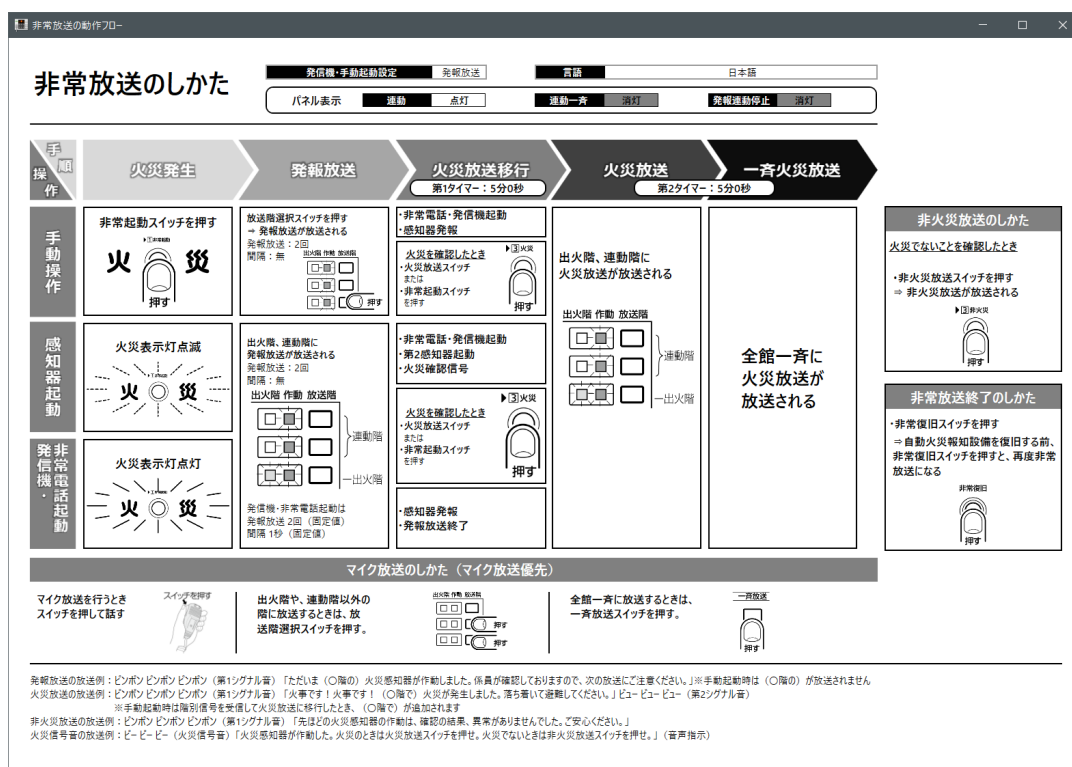 非常放送の動作フロー
非常放送のしかた
発信機・手動起動設定 発報放送
言語 日本語
パネル表示 連動 点灯 連動一斉 消灯 発報連動停止 消灯
手順
操作
火災発生
発報放送
火災放送移行
第1タイマー：5分0秒
火災放送
一斉火災放送
第2タイマー：5分0秒
手動操作
非常起動スイッチを押す
火 災
押す
放送階選択スイッチを押す
⇒ 発報放送が放送される
発報放送：2回
間隔：無
出火階 作動 放送階
押す
・非常電話・発信機起動
・感知器発報
火災を確認したとき
・火災放送スイッチ
または
・非常起動スイッチ
を押す
3 火災
押す
出火階、連動階に
火災放送が放送される
出火階 作動 放送階
連動階
出火階
全館一斉に
火災放送が
放送される
感知器起動
火災表示灯点滅
火 災
出火階、連動階に
発報放送が放送される
発報放送：2回
間隔：無
出火階 作動 放送階
連動階
出火階
発信機・非常電話起動は
発報放送 2回（固定値）
間隔 1秒（固定値）
・非常電話・発信機起動
・第2感知器起動
・火災確認信号
火災を確認したとき
・火災放送スイッチ
または
・非常起動スイッチ
を押す
3 火災
押す
・感知器発報
・発報放送終了
発信機・
非常電話起動
火災表示灯点灯
火 災
非火災放送のしかた
火災でないことを確認したとき
・非火災放送スイッチを押す
⇒ 非火災放送が放送される
3 非火災
押す
非常放送終了のしかた
・非常復旧スイッチを押す
⇒自動火災報知設備を復旧する前、
非常復旧スイッチを押すと、再度非常
放送になる
非常復旧
押す
マイク放送のしかた（マイク放送優先）
マイク放送を行うとき
スイッチを押して話す
スイッチを押す
出火階や、連動階以外の
階に放送するときは、放
送階選択スイッチを押す。
出火階 作動 放送階
押す
押す
全館一斉に放送するときは、
一斉放送スイッチを押す。
一斉放送
押す
発報放送の放送例：ピンポン ピンポン ピンポン（第1シグナル音）「ただいま（〇階の）火災感知器が作動しました。係員が確認しておりますので、次の放送にご注意ください。」※手動起動時は（〇階の）が放送されません
火災放送の放送例：ピンポン ピンポン ピンポン（第1シグナル音）「火事です！火事です！（〇階で）火災が発生しました。落ち着いて避難してください。」ビュー ビュー ビュー（第2シグナル音）
※手動起動時は階別信号を受信して火災放送に移行したとき、（〇階で）が追加されます
非火災放送の放送例：ピンポン ピンポン ピンポン（第1シグナル音）「先ほどの火災感知器の作動は、確認の結果、異常がありませんでした。ご安心ください。」
火災信号音の放送例：ピー ピー ピー（火災信号音）「火災感知器が作動した。火災のときは火災放送スイッチを押せ。火災でないときは非火災放送スイッチを押せ。」（音声指示）